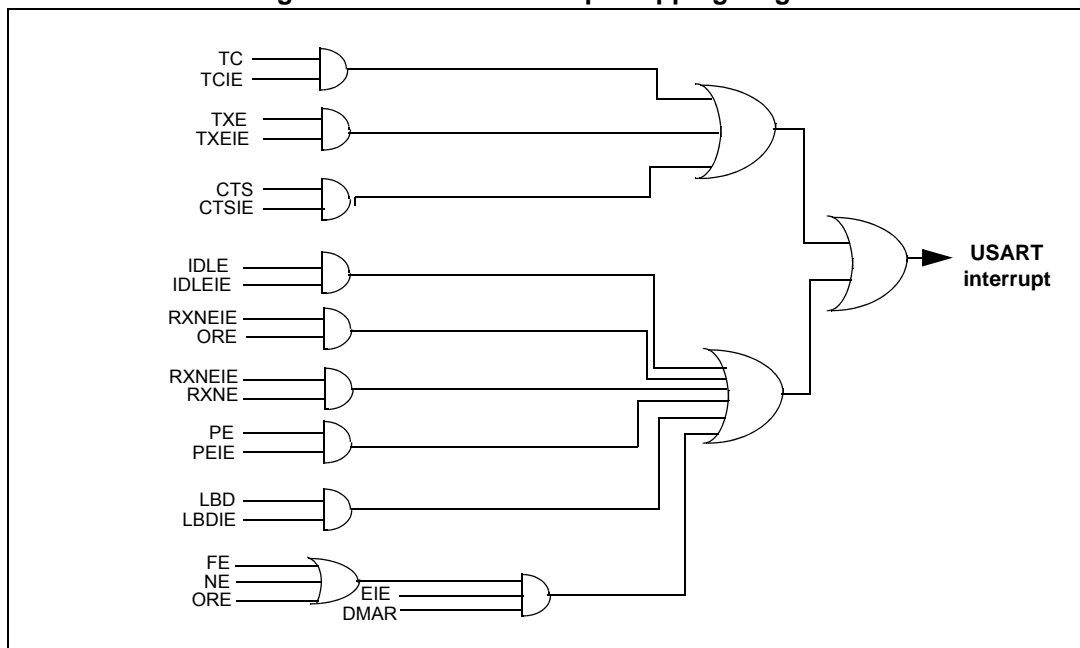 TC
TCIE
TXE
TXEIE
CTS
CTSIE
IDLE
IDLEIE
RXNEIE
ORE
RXNEIE
RXNE
PE
PEIE
LBD
LBDIE
FE
NE
ORE
EIE
DMAR
USART
interrupt